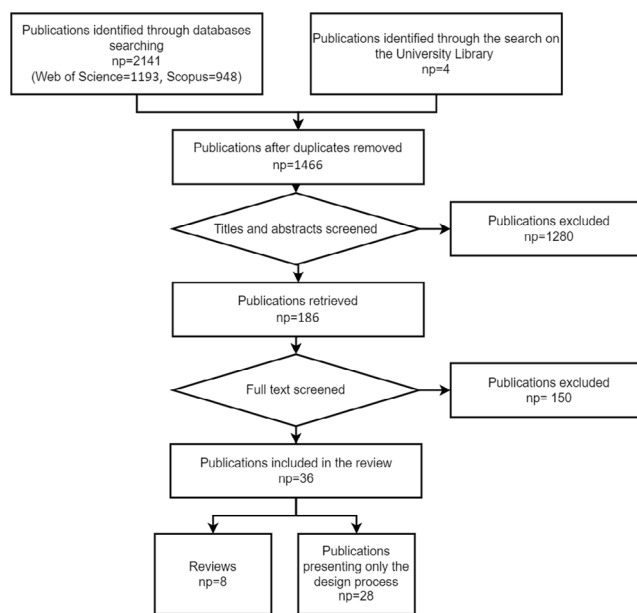 Publications identified through databases
searching
np=2141
(Web of Science=1193, Scopus=948)
Publications identified through the search on
the University Library
np=4
Publications after duplicates removed
np=1466
Titles and abstracts screened
Publications excluded
np=1280
Publications retrieved
np=186
Full text screened
Publications excluded
np= 150
Publications included in the review
np=36
Reviews
np=8
Publications
presenting only the
design process
np=28